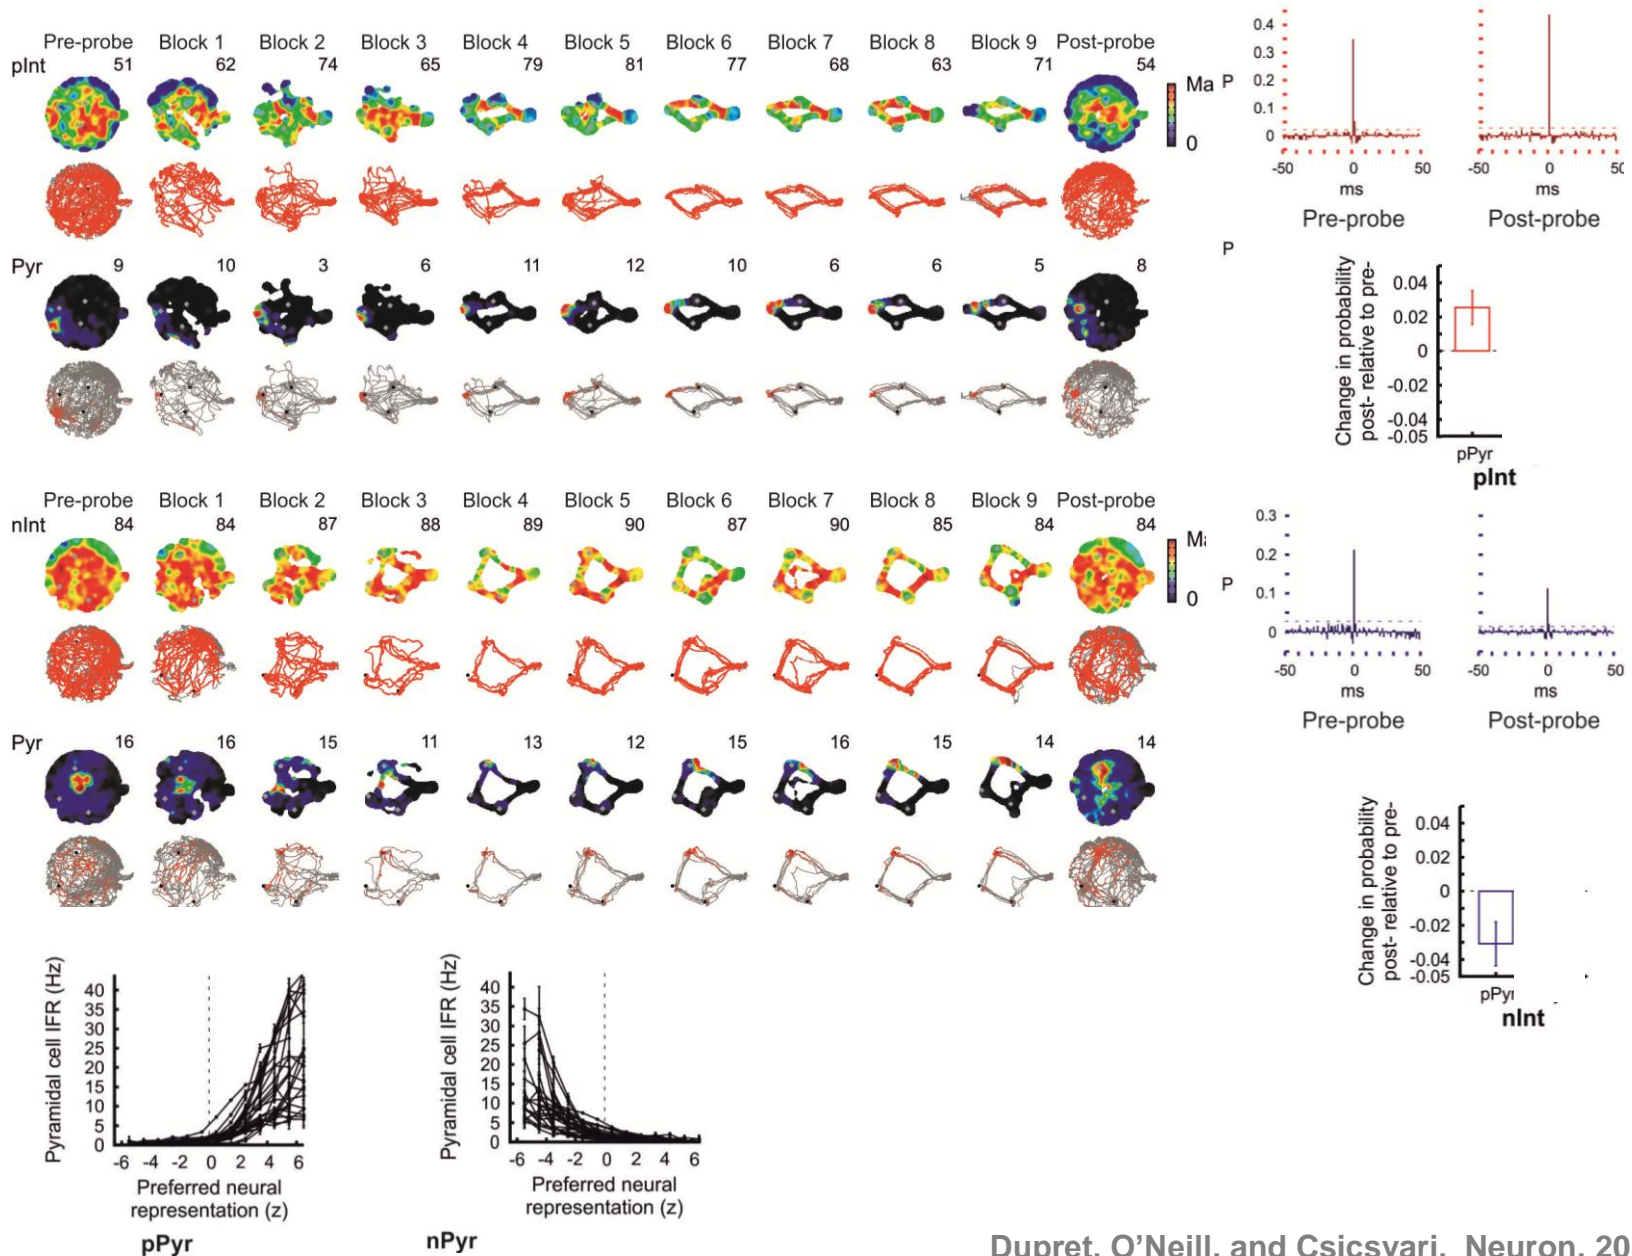 Pre-probe Block 1 Block 2 Block 3 Block 4 Block 5 Block 6 Block 7 Block 8 Block 9 Post-probe
pInt 51 62 74 65 79 81 77 68 63 71 54
Ma
0
Pyr 9 10 3 6 11 12 10 6 6 5 8
Pre-probe Block 1 Block 2 Block 3 Block 4 Block 5 Block 6 Block 7 Block 8 Block 9 Post-probe
nInt 84 84 87 88 89 90 87 90 85 84 84
Ma
0
Pyr 16 16 15 11 13 12 15 16 15 14 14
P
0.4
0.3
0.2
0.1
0
-50 0 50 -50 0 50
ms ms
Pre-probe Post-probe
P
Change in probability
post- relative to pre-
0.04
0.02
0
-0.02
-0.04
-0.05
pPyr
pInt
P
0.3
0.2
0.1
0
-50 0 50 -50 0 50
ms ms
Pre-probe Post-probe
Change in probability
post- relative to pre-
0.04
0.02
0
-0.02
-0.04
-0.05
pPyr
nInt
Pyramidal cell IFR (Hz)
40
35
30
25
20
15
10
5
0
-6 -4 -2 0 2 4 6
Preferred neural
representation (z)
pPyr
Pyramidal cell IFR (Hz)
40
35
30
25
20
15
10
5
0
-6 -4 -2 0 2 4 6
Preferred neural
representation (z)
nPyr
Dupret, O'Neill, and Csicsvari, Neuron, 20